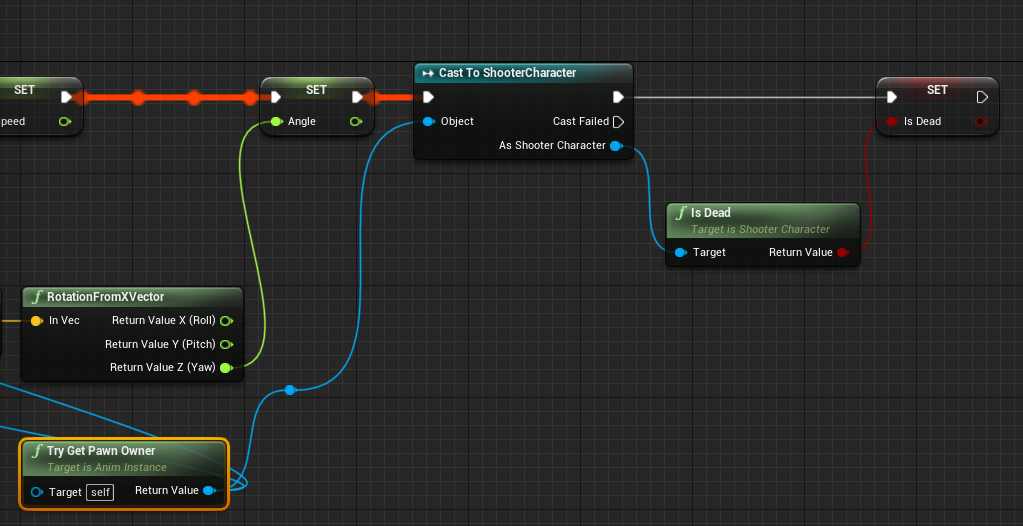 SET
peed
SET
Angle
Cast To ShooterCharacter
Object
Cast Failed
As Shooter Character
SET
Is Dead
Is Dead
Target is Shooter Character
Target
Return Value
RotationFromXVector
In Vec
Return Value X (Roll)
Return Value Y (Pitch)
Return Value Z (Yaw)
Try Get Pawn Owner
Target is Anim Instance
Target self
Return Value